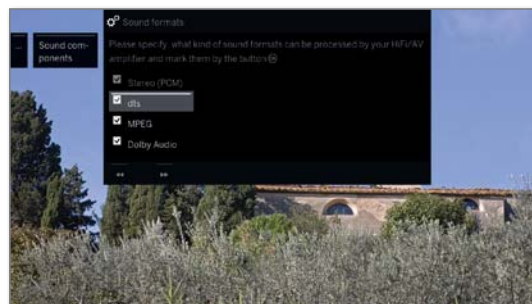 Sound formats
...
Sound com-
ponents
Please specify, what kind of sound formats can be processed by your HiFi/AV
amplifier and mark them by the button
Stereo (PCM)
dts
MPEG
Dolby Audio